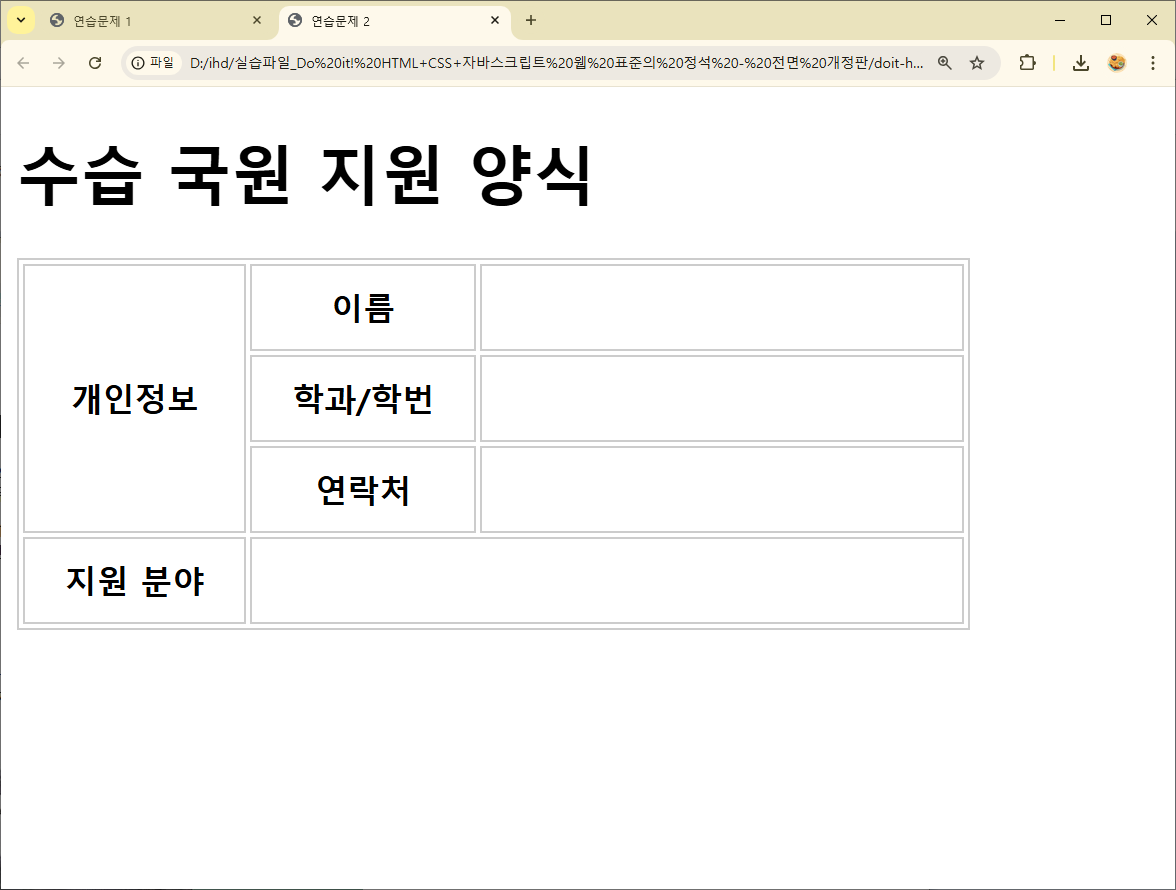 연습문제 1
연습문제 2
파일
D:/ihd/실습파일_Do%20it!%20HTML+CSS+자바스크립트%20웹%20표준의%20정석%20-%20전면%20개정판/doit-h...
수습 국원 지원 양식
이름
개인정보
학과/학번
연락처
지원 분야